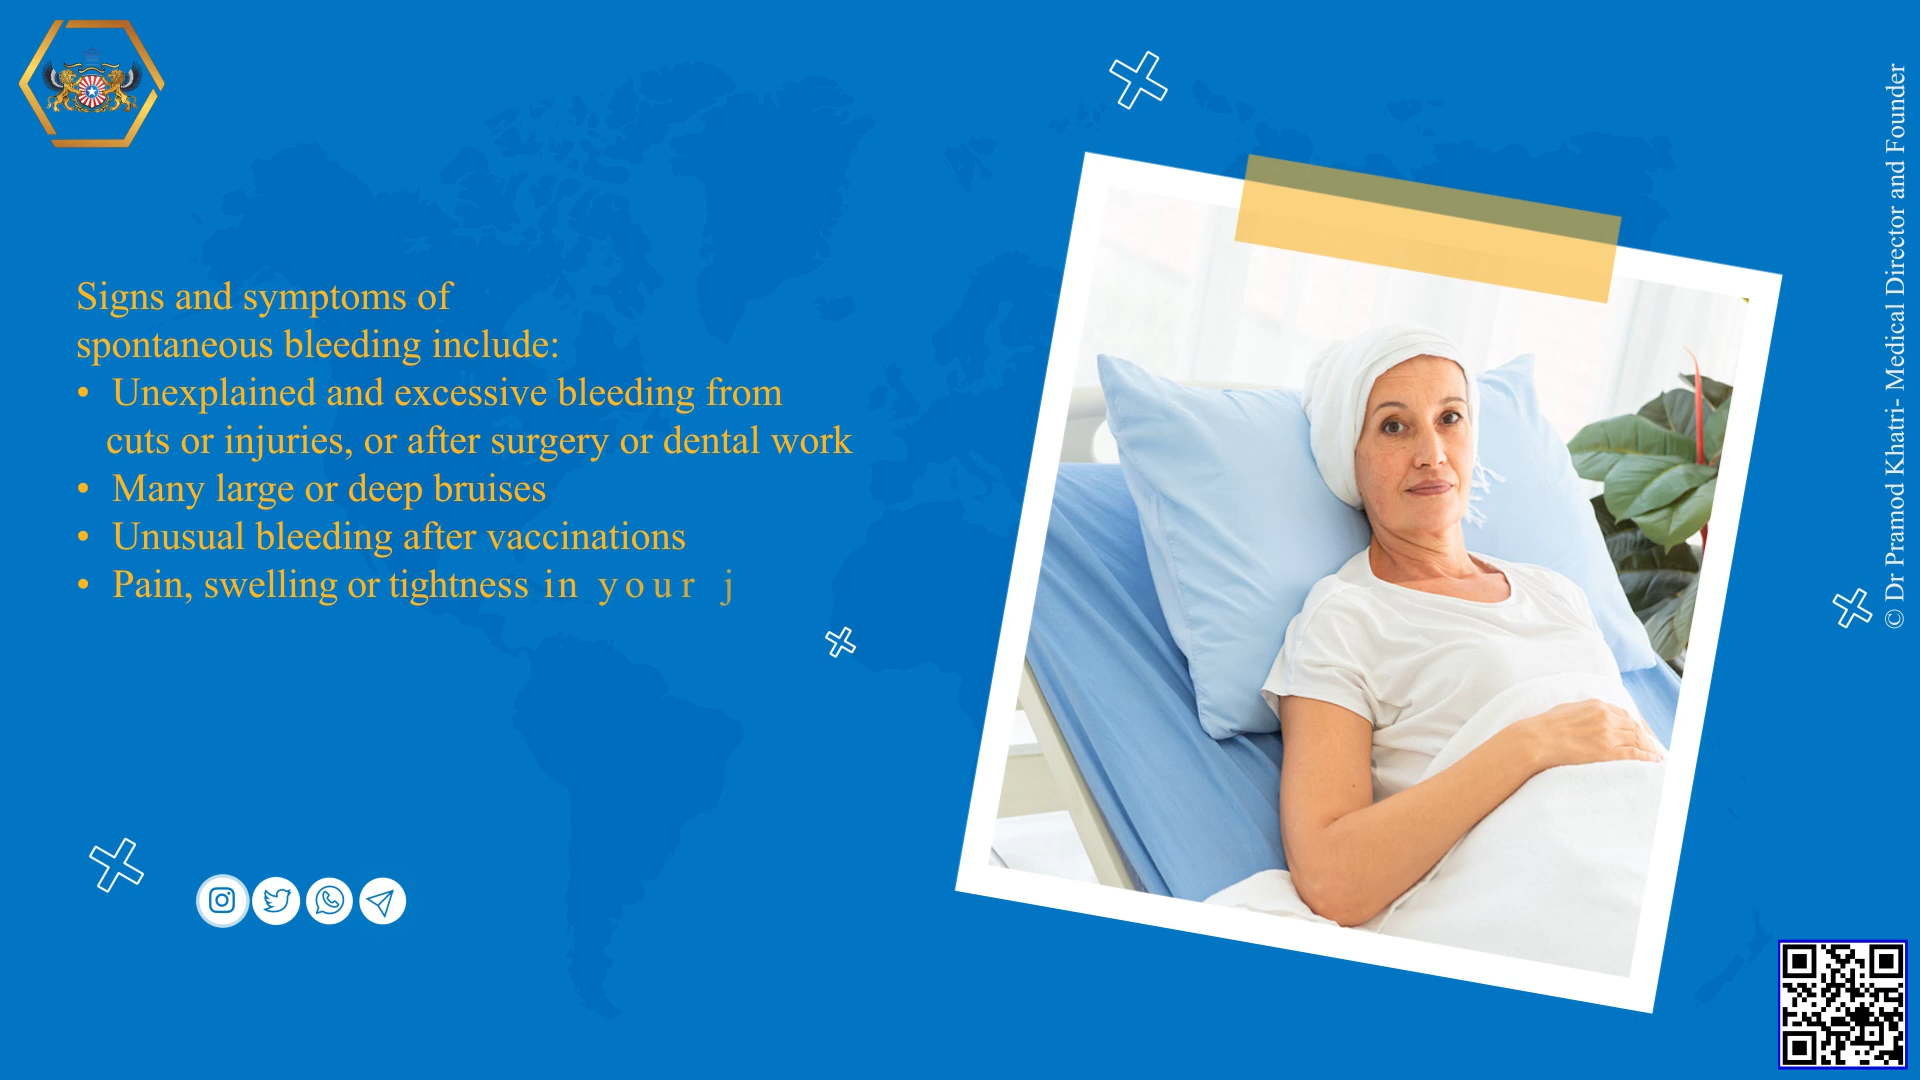 Signs and symptoms of
spontaneous bleeding include:
• Unexplained and excessive bleeding from
cuts or injuries, or after surgery or dental work
• Many large or deep bruises
• Unusual bleeding after vaccinations
• Pain, swelling or tightness in your j
© Dr Pramod Khatri- Medical Director and Founder